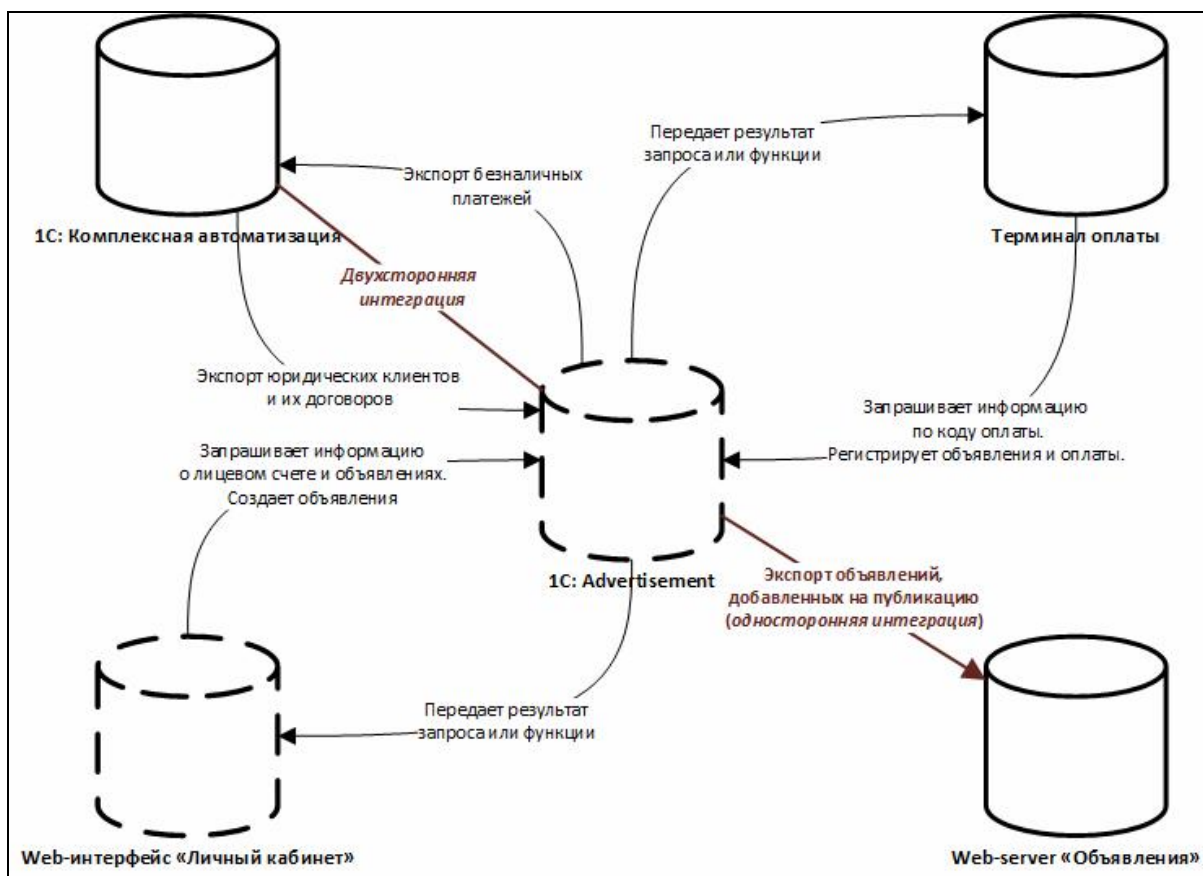 Передает результат
запроса или функции
Экспорт безналичных
платежей
1С: Комплексная автоматизация
Терминал оплаты
Двухсторонняя
интеграция
Экспорт юридических клиентов
и их договоров
Запрашивает информацию
по коду оплаты.
Регистрирует объявления и оплаты.
Запрашивает информацию
о лицевом счете и объявлениях.
Создает объявления
1С: Advertisement
Экспорт объявлений,
добавленных на публикацию
(односторонняя интеграция)
Передает результат
запроса или функции
Web-интерфейс «Личный кабинет»
Web-server «Объявления»